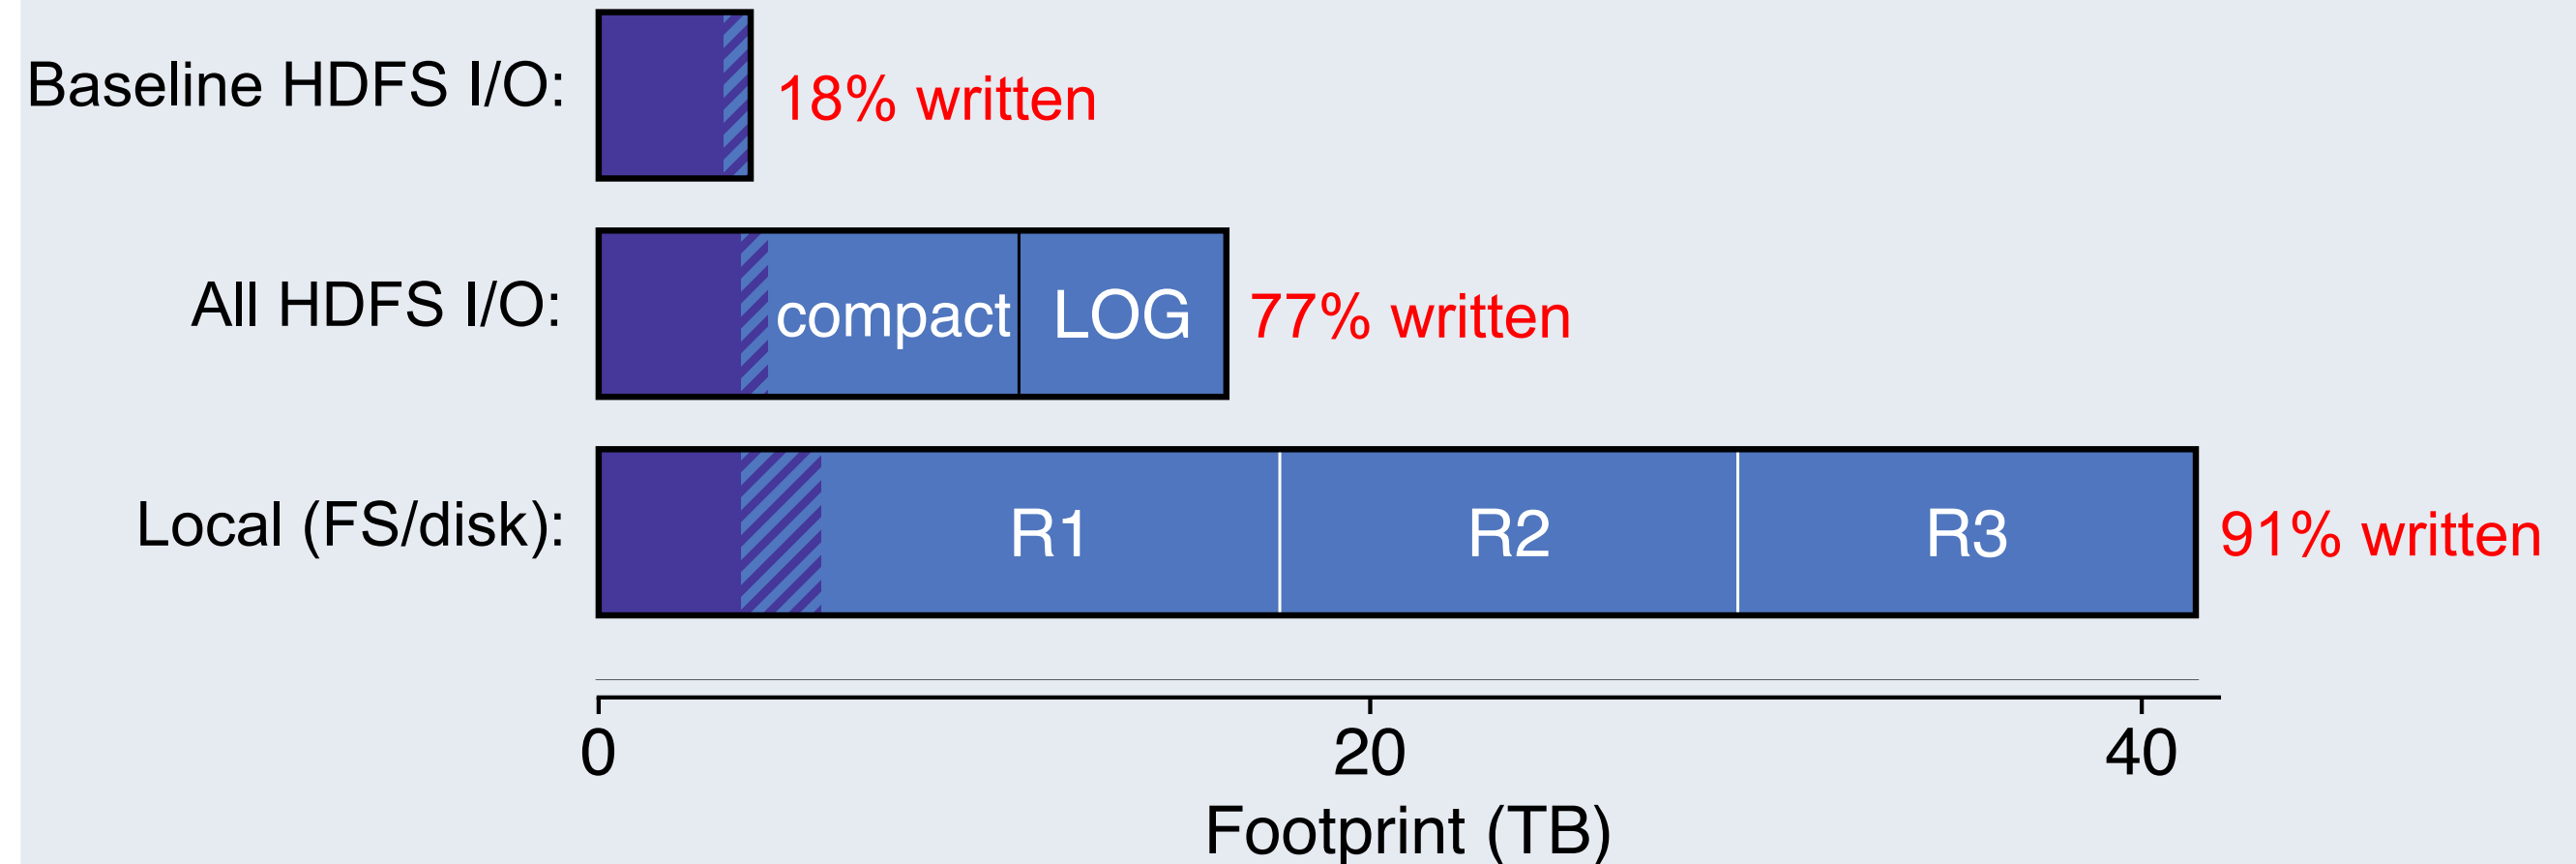 Baseline HDFS I/O: 18% written
All HDFS I/O: compact LOG 77% written
Local (FS/disk): R1 R2 R3 91% written
0 20 40
Footprint (TB)